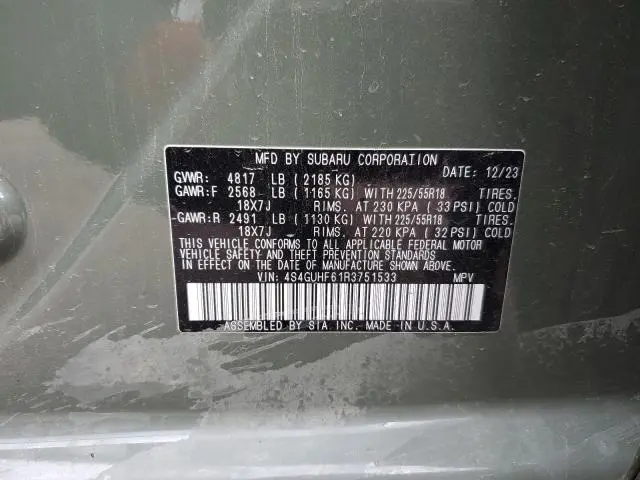 MFD BY SUBARU CORPORATION DATE: 12/23
GVWR: 4817 LB (2185 KG)
GAWR:F 2568 LB (1165 KG) WITH 225/55R18 TIRES.
18X7J RIMS. AT 230 KPA (33 PSI) COLD
GAWR:R 2491 LB (1130 KG) WITH 225/55R18 TIRES.
18X7J RIMS. AT 220 KPA (32 PSI) COLD
THIS VEHICLE CONFORMS TO ALL APPLICABLE FEDERAL MOTOR
VEHICLE SAFETY AND THEFT PREVENTION STANDARDS
IN EFFECT ON THE DATE OF MANUFACTURE SHOWN ABOVE.
VIN: 4S4GUHF61R3751533 MPV
ASSEMBLED BY SIA INC. MADE IN U.S.A.